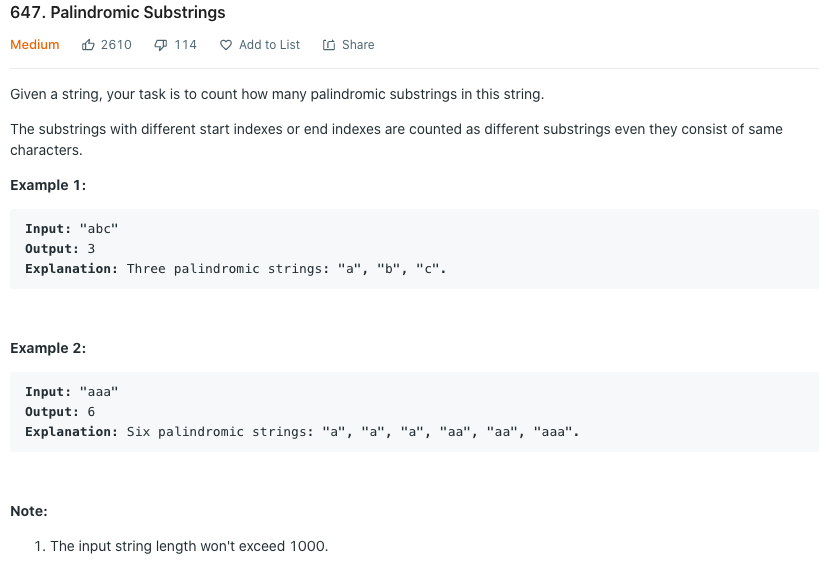 647. Palindromic Substrings
Medium 2610 114 Add to List Share
Given a string, your task is to count how many palindromic substrings in this string.
The substrings with different start indexes or end indexes are counted as different substrings even they consist of same
characters.
Example 1:
Input: "abc"
Output: 3
Explanation: Three palindromic strings: "a", "b", "c".
Example 2:
Input: "aaa"
Output: 6
Explanation: Six palindromic strings: "a", "a", "a", "aa", "aa", "aaa".
Note:
1. The input string length won't exceed 1000.